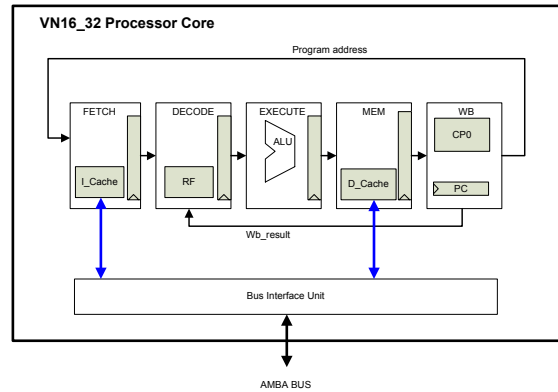 VN16_32 Processor Core
Program address
FETCH
DECODE
EXECUTE
MEM
WB
I_Cache
RF
ALU
D_Cache
CP0
PC
Wb_result
Bus Interface Unit
AMBA BUS